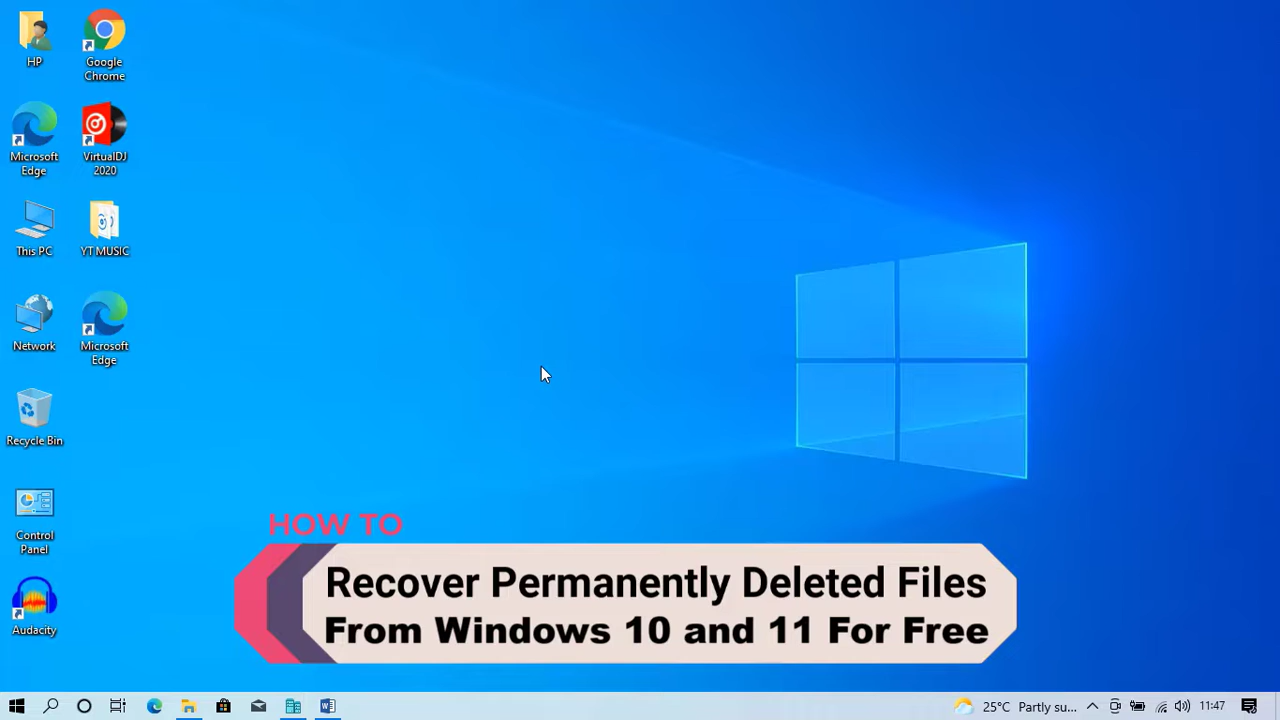 HP
Google
Chrome
Microsoft
Edge
VirtualDJ
2020
This PC
YT MUSIC
Network
Microsoft
Edge
Recycle Bin
Control
Panel
Audacity
HOW TO
Recover Permanently Deleted Files
From Windows 10 and 11 For Free
25°C Partly su... 11:47